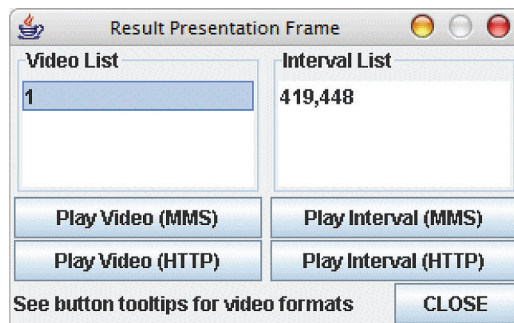 Result Presentation Frame
Video List
Interval List
1
419,448
Play Video (MMS)
Play Interval (MMS)
Play Video (HTTP)
Play Interval (HTTP)
See button tooltips for video formats
CLOSE